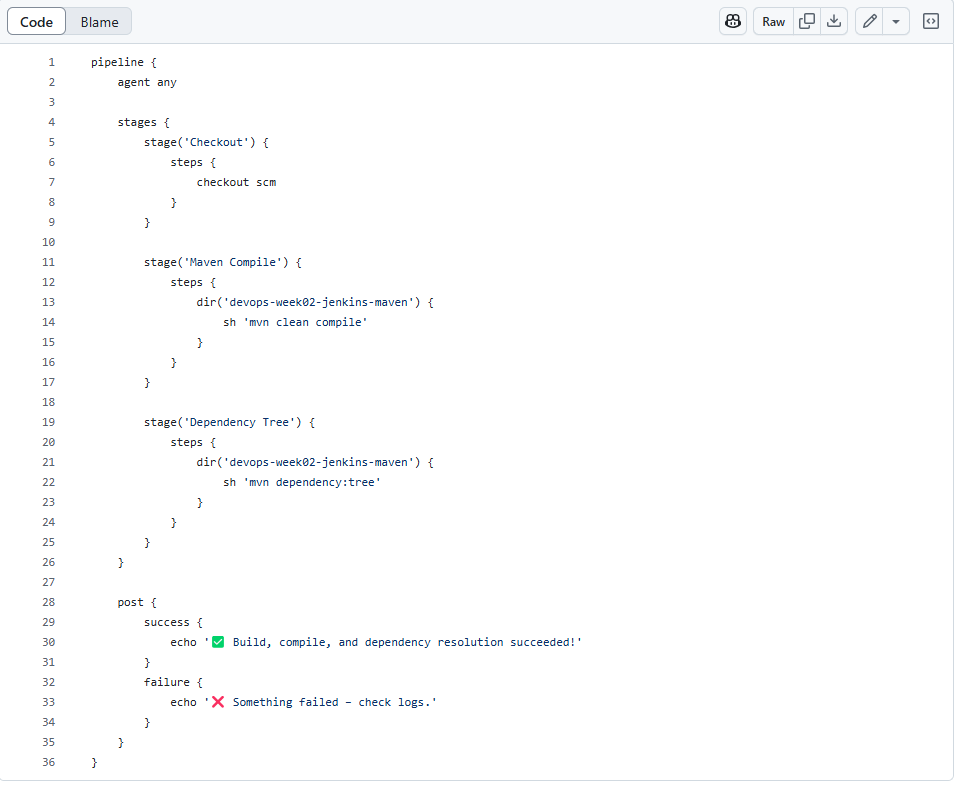 Code Blame Raw
1 pipeline {
2     agent any
3
4     stages {
5         stage('Checkout') {
6             steps {
7                 checkout scm
8             }
9         }
10
11         stage('Maven Compile') {
12             steps {
13                 dir('devops-week02-jenkins-maven') {
14                     sh 'mvn clean compile'
15                 }
16             }
17         }
18
19         stage('Dependency Tree') {
20             steps {
21                 dir('devops-week02-jenkins-maven') {
22                     sh 'mvn dependency:tree'
23                 }
24             }
25         }
26     }
27
28     post {
29         success {
30             echo '✅ Build, compile, and dependency resolution succeeded!'
31         }
32         failure {
33             echo '❌ Something failed – check logs.'
34         }
35     }
36 }